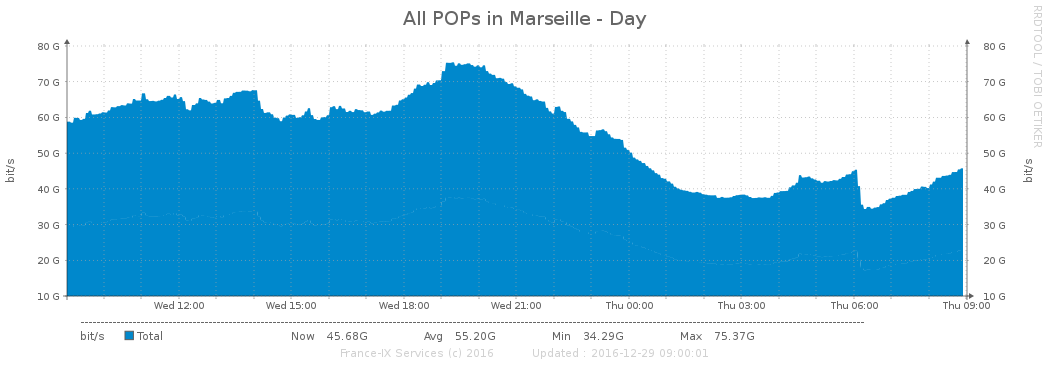 All POPs in Marseille - Day
RRDTOOL / TOBI OETIKER
80 G 80 G
70 G 70 G
60 G 60 G
50 G 50 G
bit/s bit/s
40 G 40 G
30 G 30 G
20 G 20 G
10 G 10 G
Wed 12:00 Wed 15:00 Wed 18:00 Wed 21:00 Thu 00:00 Thu 03:00 Thu 06:00 Thu 09:00
bit/s Total Now 45.68G Avg 55.20G Min 34.29G Max 75.37G
France-IX Services (c) 2016 Updated : 2016-12-29 09:00:01